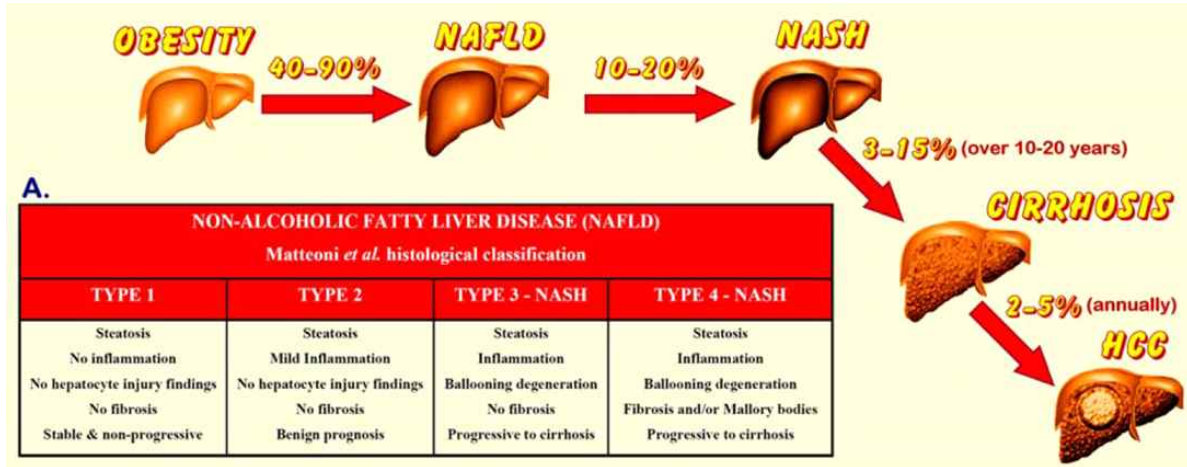 OBESITY
40-90%
NAFLD
10-20%
NASH
3-15% (over 10-20 years)
CIRRHOSIS
2-5% (annually)
HCC
A.
NON-ALCOHOLIC FATTY LIVER DISEASE (NAFLD)
Matteoni et al. histological classification
TYPE 1 TYPE 2 TYPE 3 - NASH TYPE 4 - NASH
Steatosis Steatosis Steatosis Steatosis
No inflammation Mild Inflammation Inflammation Inflammation
No hepatocyte injury findings No hepatocyte injury findings Ballooning degeneration Ballooning degeneration
No fibrosis No fibrosis No fibrosis Fibrosis and/or Mallory bodies
Stable & non-progressive Benign prognosis Progressive to cirrhosis Progressive to cirrhosis